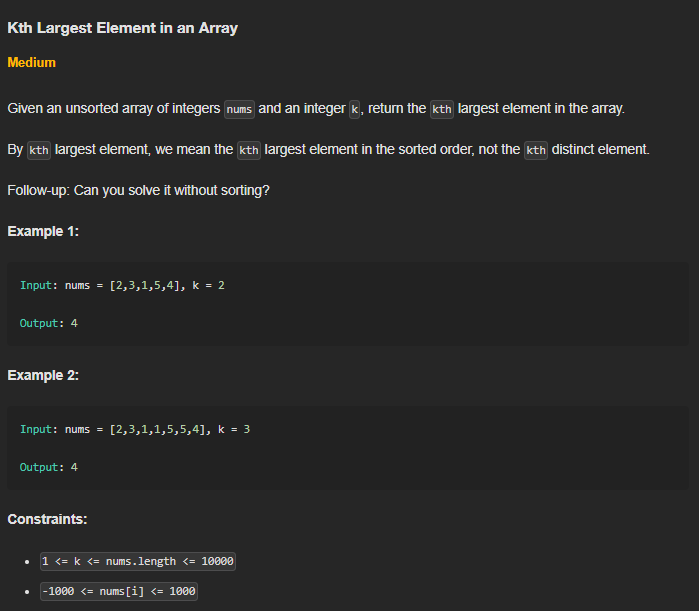 Kth Largest Element in an Array
Medium
Given an unsorted array of integers nums and an integer k, return the kth largest element in the array.
By kth largest element, we mean the kth largest element in the sorted order, not the kth distinct element.
Follow-up: Can you solve it without sorting?
Example 1:
Input: nums = [2,3,1,5,4], k = 2
Output: 4
Example 2:
Input: nums = [2,3,1,1,5,5,4], k = 3
Output: 4
Constraints:
• 1 <= k <= nums.length <= 10000
• -1000 <= nums[i] <= 1000